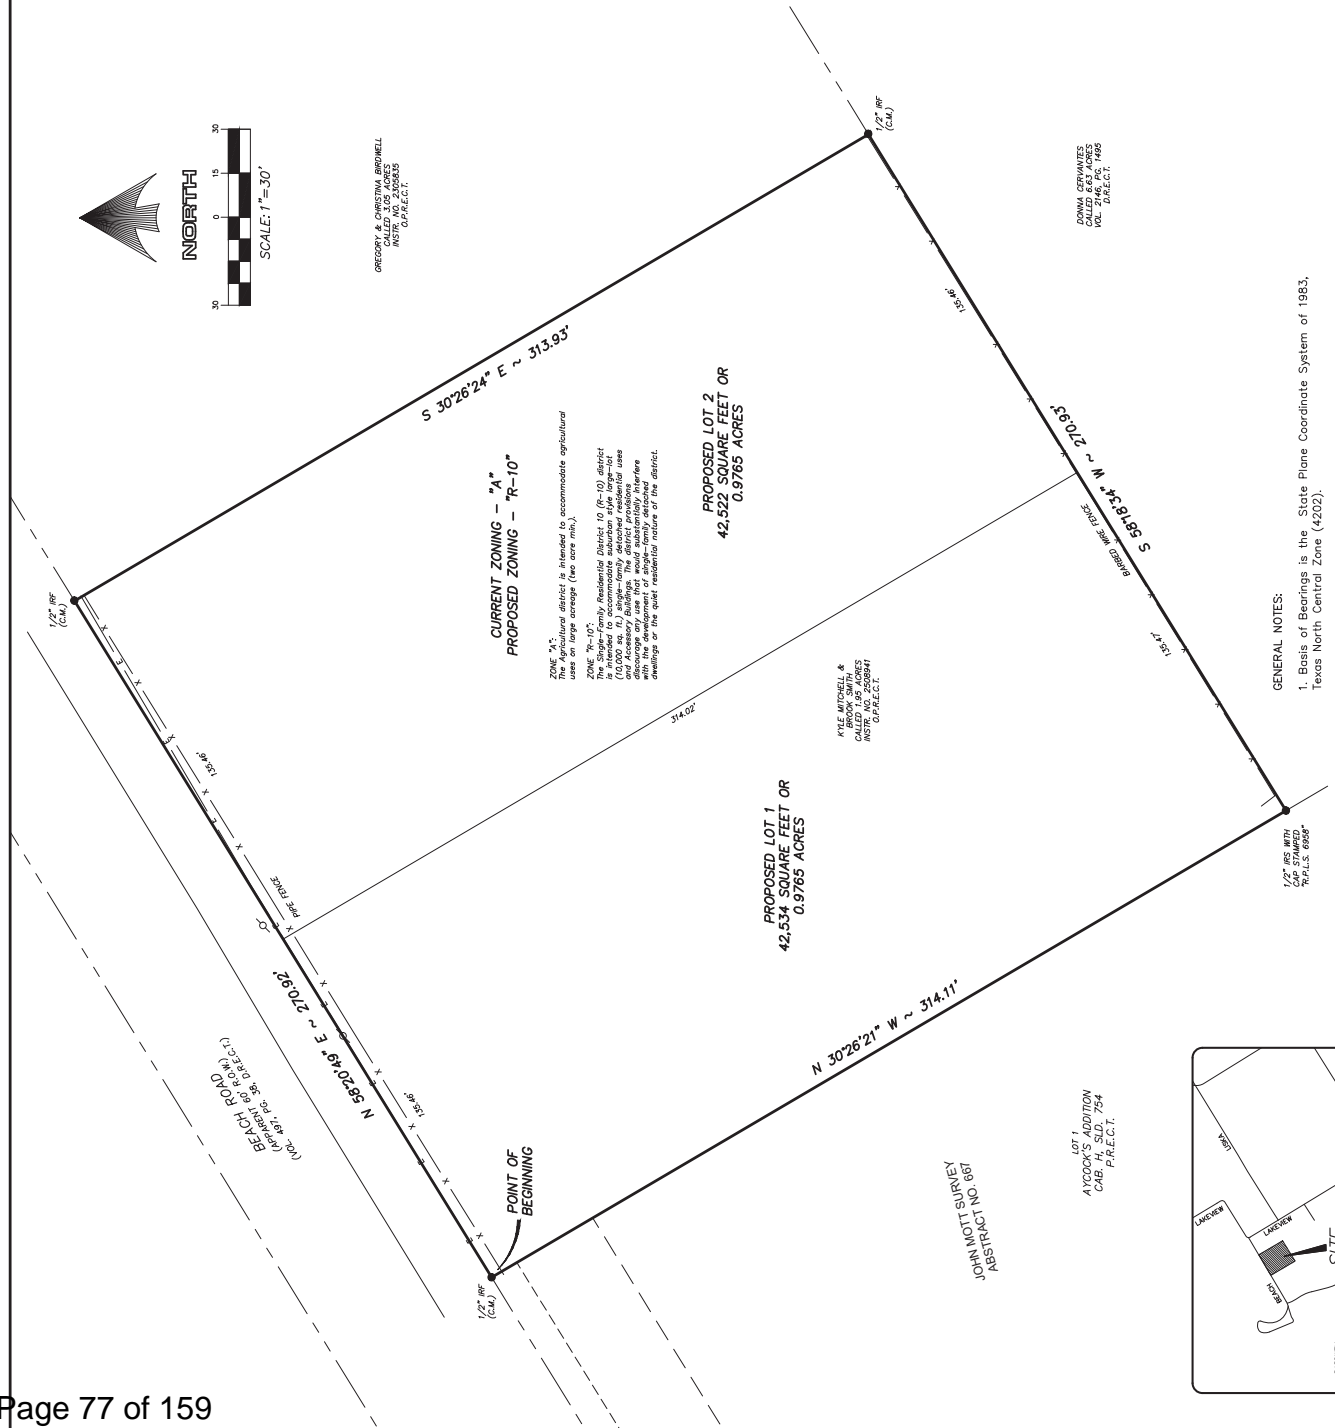 NORTH
30 15 0 30
SCALE: 1"=30'
GREGORY & CHRISTINA BIRDWELL
CALLED 3.05 ACRES
INSTR. NO. 2305835
O.P.R.E.C.T.
1/2" IRF
(C.M.)
1/2" IRF
(C.M.)
S 30°26'24" E ~ 313.93'
DONNA CERVANTES
CALLED 6.63 ACRES
VOL. 2146, PG. 1495
D.R.E.C.T.
CURRENT ZONING - "A"
PROPOSED ZONING - "R-10"
ZONE "A":
The Agricultural district is intended to accommodate agricultural
uses on large acreage (two acre min.).
ZONE "R-10":
The Single-Family Residential District 10 (R-10) district
is intended to accommodate suburban style large-lot
(10,000 sq. ft.) single-family detached residential uses
and Accessory Buildings. The district provisions
discourage any use that would substantially interfere
with the development of single-family detached
dwellings or the quiet residential nature of the district.
PROPOSED LOT 2
42,522 SQUARE FEET OR
0.9765 ACRES
135.46'
S 58°18'34" W ~ 270.93'
BARBED WIRE FENCE
135.47'
314.02'
KYLE MITCHELL &
BROOK SMITH
CALLED 1.95 ACRES
INSTR. NO. 2508941
O.P.R.E.C.T.
PROPOSED LOT 1
42,534 SQUARE FEET OR
0.9765 ACRES
E
X
135.46'
PIPE FENCE
N 58°20'49" E ~ 270.92'
135.46'
BEACH ROAD
(APPARENT 60' R.O.W.)
(VOL. 497, PG. 38, D.R.E.C.T.)
POINT OF
BEGINNING
1/2" IRF
(C.M.)
N 30°26'21" W ~ 314.11'
1/2" IRS WITH
CAP STAMPED
"R.P.L.S. 6958"
GENERAL NOTES:
1. Basis of Bearings is the State Plane Coordinate System of 1983,
Texas North Central Zone (4202).
JOHN MOTT SURVEY
ABSTRACT NO. 667
LOT 1
AYCOCK'S ADDITION
CAB. H, SLD. 754
P.R.E.C.T.
LISKA
LAKEVIEW
LAKEVIEW
BEACH
SITE
Page 77 of 159